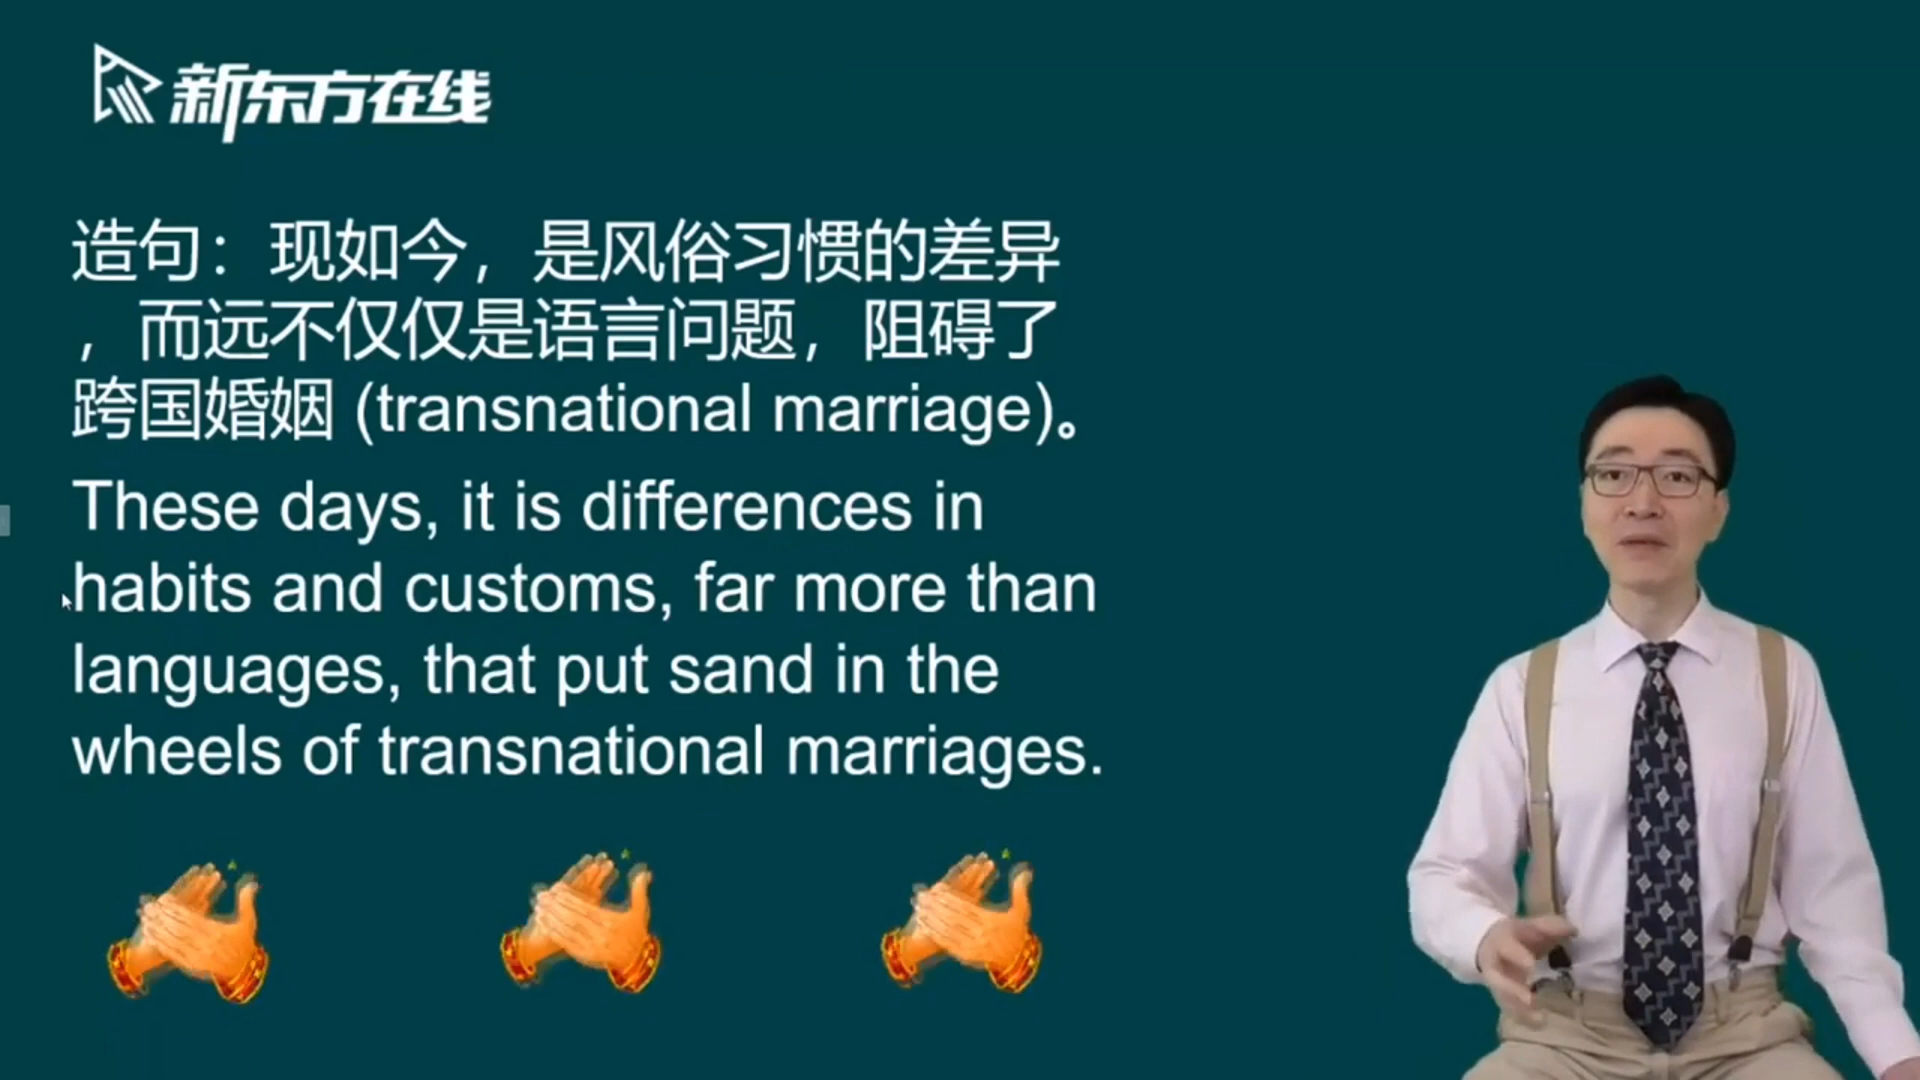 新东方在线
造句：现如今，是风俗习惯的差异
，而远不仅仅是语言问题，阻碍了
跨国婚姻 (transnational marriage)。
These days, it is differences in
habits and customs, far more than
languages, that put sand in the
wheels of transnational marriages.